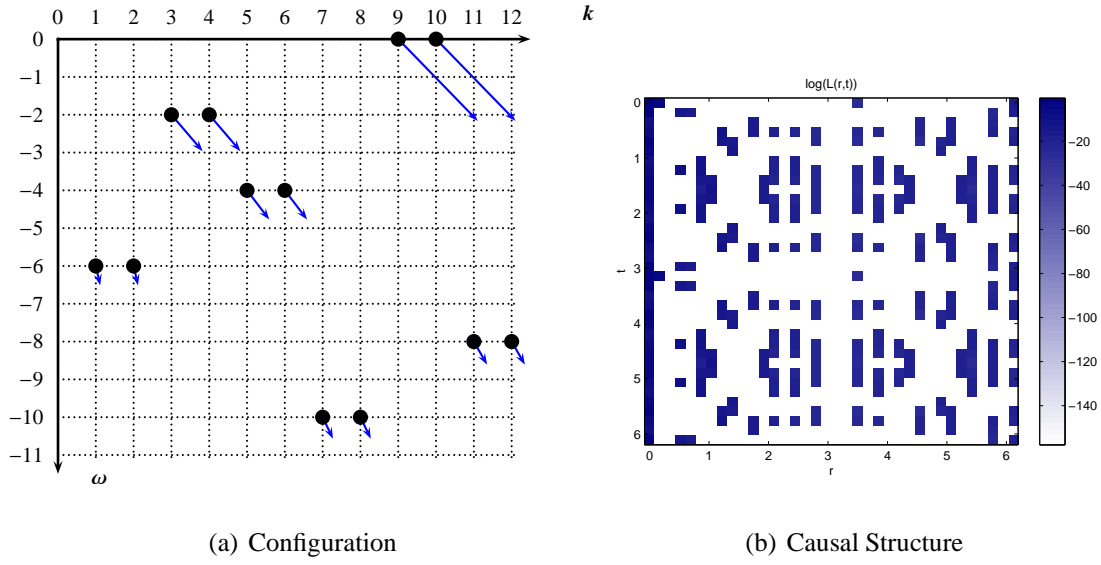 0 1 2 3 4 5 6 7 8 9 10 11 12
k
0
−1
−2
−3
−4
−5
−6
−7
−8
−9
−10
−11
ω
log(L(r,t))
0
1
2
3
4
5
6
t
0 1 2 3 4 5 6
r
−20
−40
−60
−80
−100
−120
−140
(a) Configuration
(b) Causal Structure